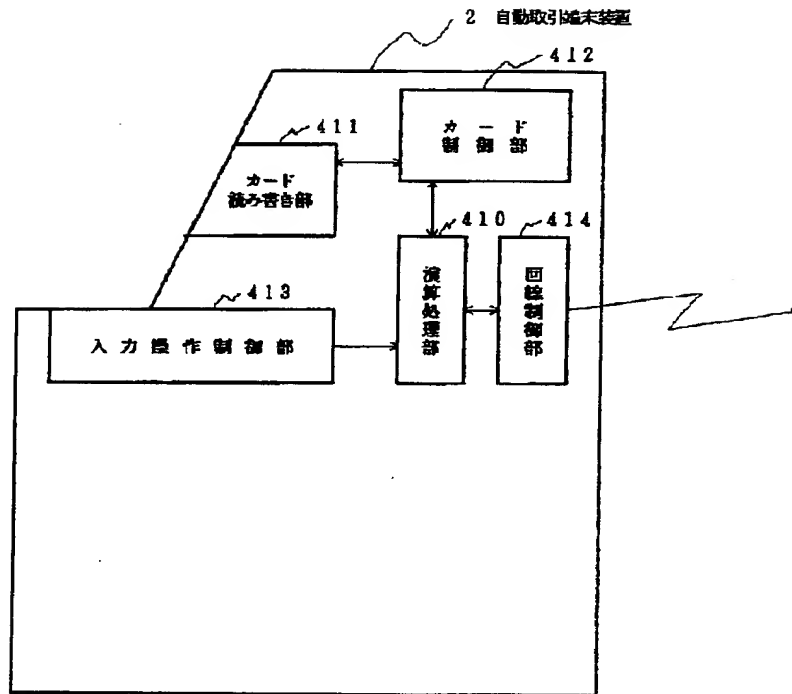 2 自動取引端末装置
412
カード
制御部
411
カード
読み書き部
410
演算処理部
414
回線制御部
413
入力操作制御部